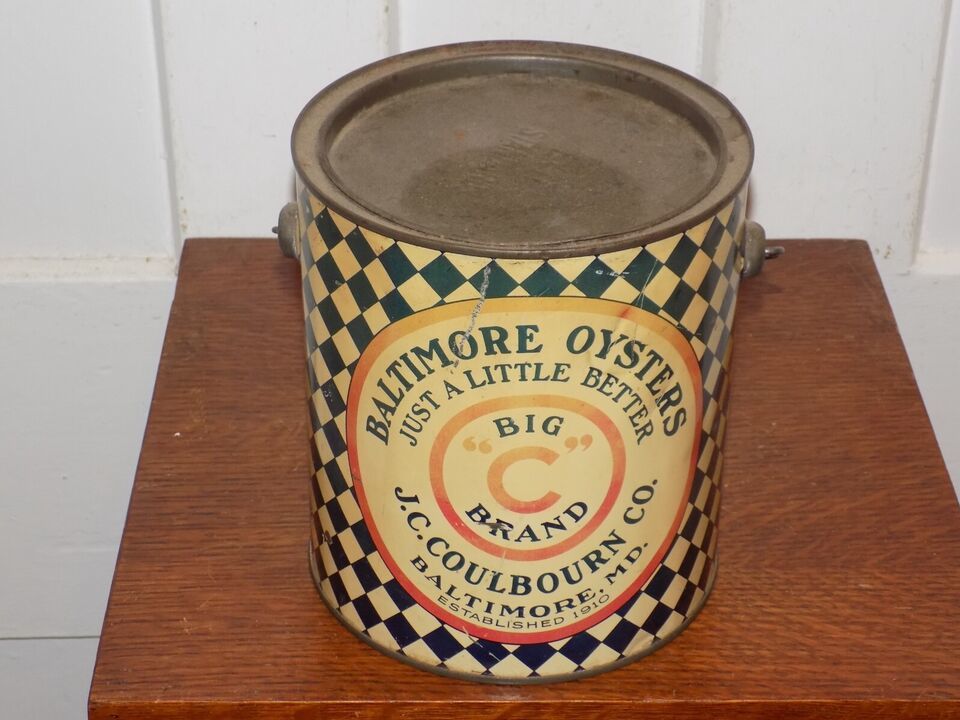 BALTIMORE OYSTERS
JUST A LITTLE BETTER
BIG
"C"
BRAND
J.C. COULBOURN CO.
BALTIMORE, MD.
ESTABLISHED 1910